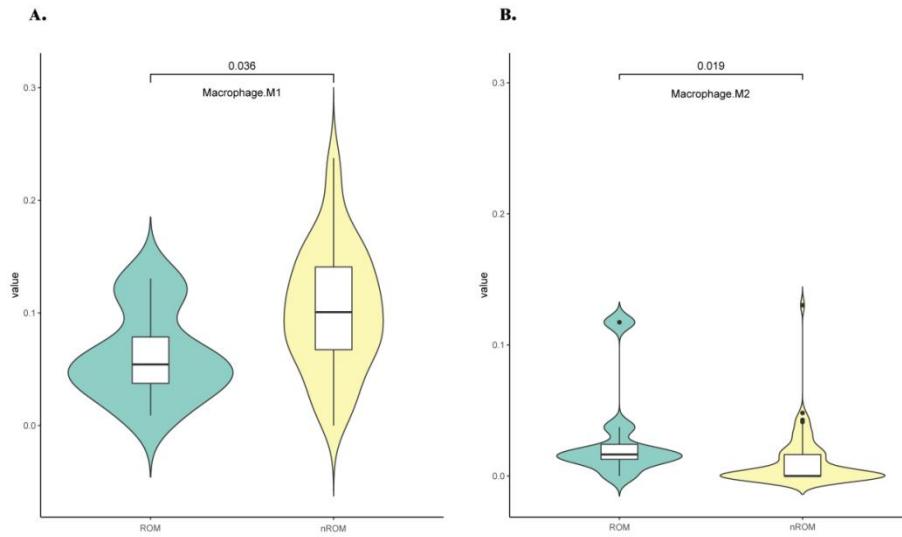 A.
0.036
Macrophage.M1
0.3
0.2
0.1
0.0
value
ROM
nROM
B.
0.019
Macrophage.M2
0.3
0.2
0.1
0.0
value
ROM
nROM